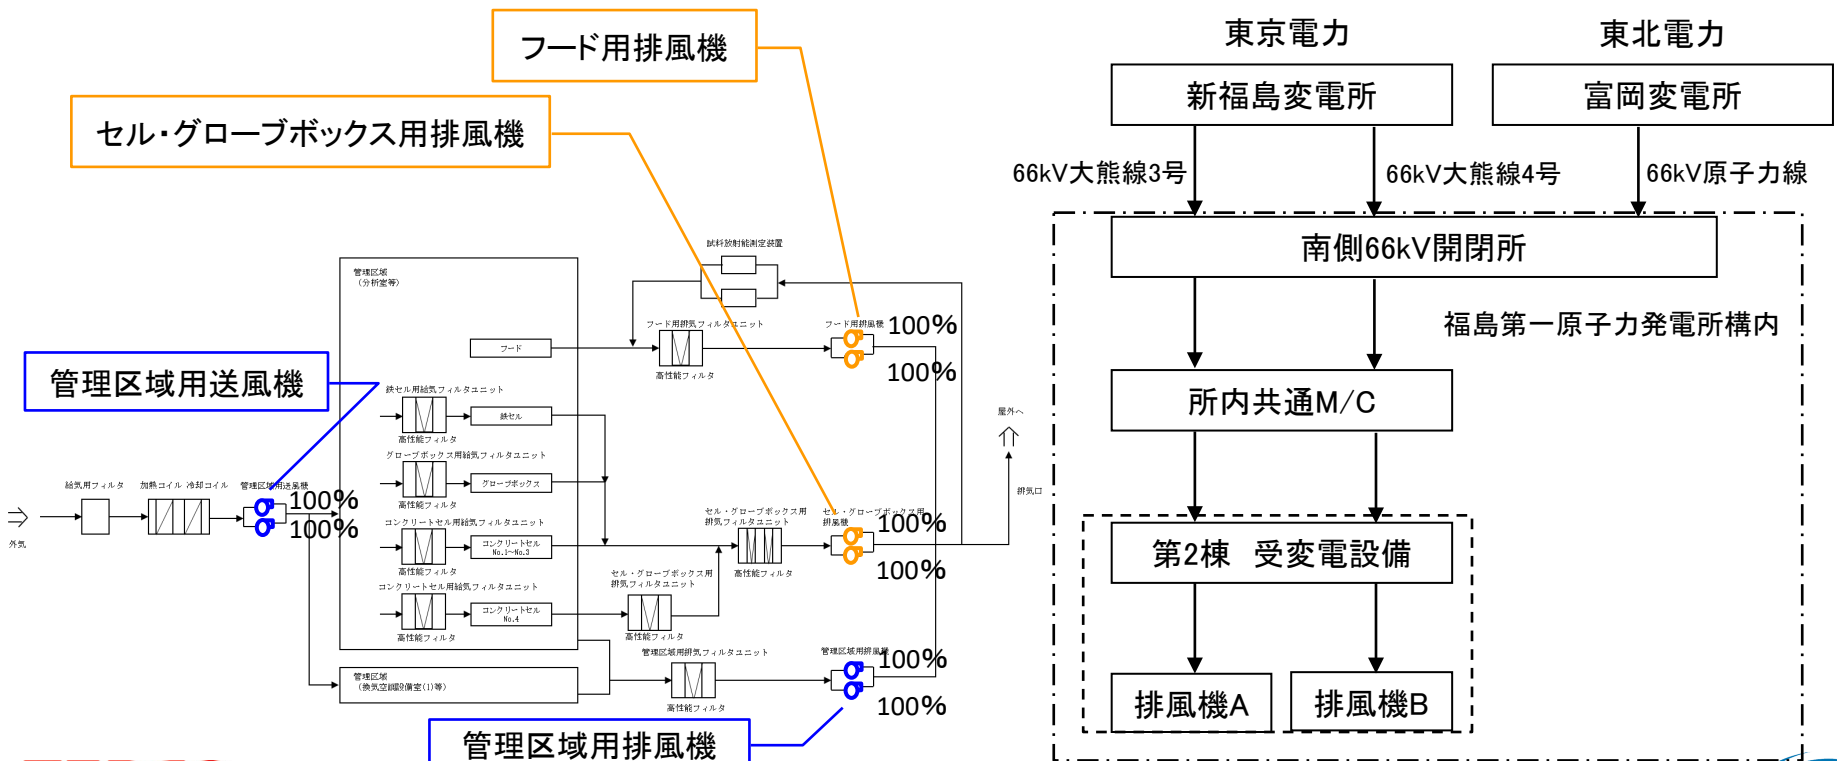 フード用排風機
セル・グローブボックス用排風機
管理区域用送風機
管理区域用排風機
試料放射能測定装置
管理区域
(分析室等)
フード用排気フィルタユニット
フード用排風機
100%
100%
フード
高性能フィルタ
鉄セル用給気フィルタユニット
鉄セル
高性能フィルタ
グローブボックス用給気フィルタユニット
グローブボックス
高性能フィルタ
給気用フィルタ
加熱コイル 冷却コイル
管理区域用送風機
100%
100%
外気
コンクリートセル用給気フィルタユニット
コンクリートセル
No.1~No.3
高性能フィルタ
セル・グローブボックス用
排気フィルタユニット
高性能フィルタ
セル・グローブボックス用
排風機
100%
100%
屋外へ
排気口
コンクリートセル用給気フィルタユニット
コンクリートセル
No.4
高性能フィルタ
セル・グローブボックス用
排気フィルタユニット
高性能フィルタ
管理区域用排気フィルタユニット
高性能フィルタ
管理区域用排風機
100%
100%
管理区域
(換気空調設備室(1)等)
東京電力
東北電力
新福島変電所
富岡変電所
66kV大熊線3号
66kV大熊線4号
66kV原子力線
南側66kV開閉所
福島第一原子力発電所構内
所内共通M/C
第2棟 受変電設備
排風機A
排風機B